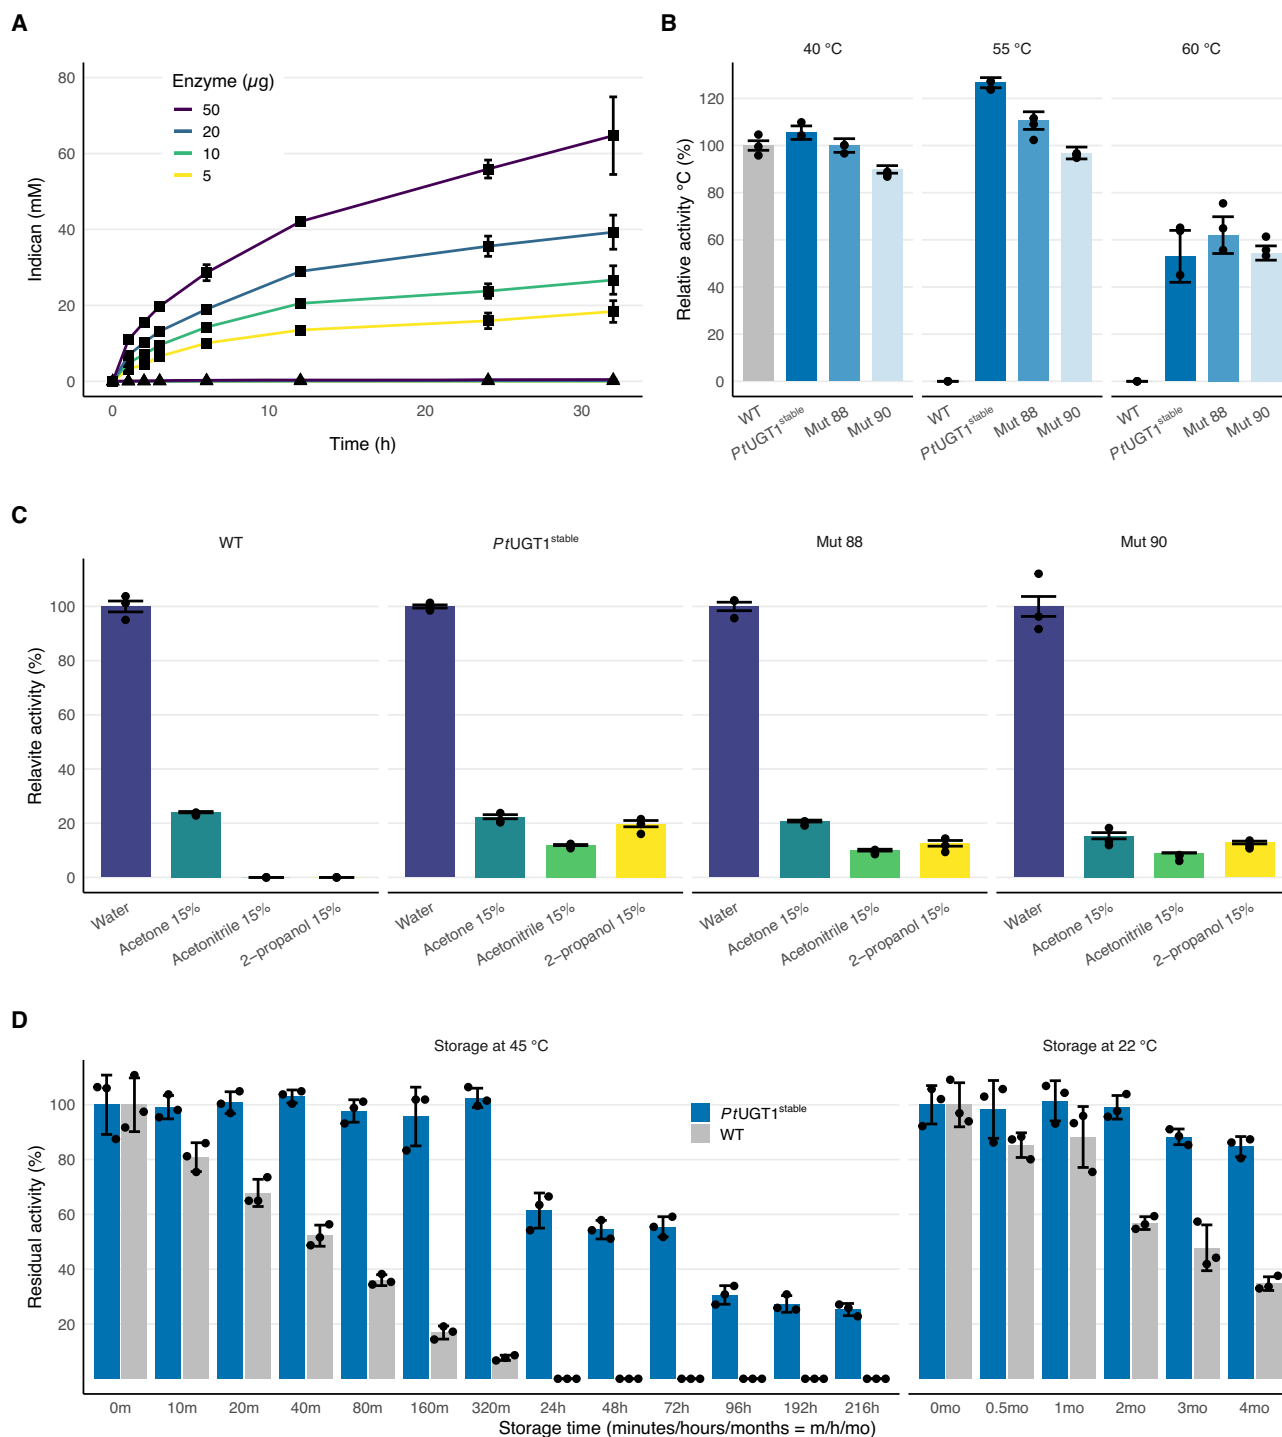 A
Enzyme (µg)
50
20
10
5
80
60
40
20
0
Indican (mM)
0
10
20
30
Time (h)
B
40 °C
55 °C
60 °C
120
100
80
60
40
20
0
Relative activity °C (%)
WT
PtUGT1stable
Mut 88
Mut 90
WT
PtUGT1stable
Mut 88
Mut 90
WT
PtUGT1stable
Mut 88
Mut 90
C
WT
PtUGT1stable
Mut 88
Mut 90
100
80
60
40
20
0
Relavite activity (%)
Water
Acetone 15%
Acetonitrile 15%
2−propanol 15%
Water
Acetone 15%
Acetonitrile 15%
2−propanol 15%
Water
Acetone 15%
Acetonitrile 15%
2−propanol 15%
Water
Acetone 15%
Acetonitrile 15%
2−propanol 15%
D
Storage at 45 °C
Storage at 22 °C
PtUGT1stable
WT
100
80
60
40
20
Residual activity (%)
0m 10m 20m 40m 80m 160m 320m 24h 48h 72h 96h 192h 216h
0mo 0.5mo 1mo 2mo 3mo 4mo
Storage time (minutes/hours/months = m/h/mo)